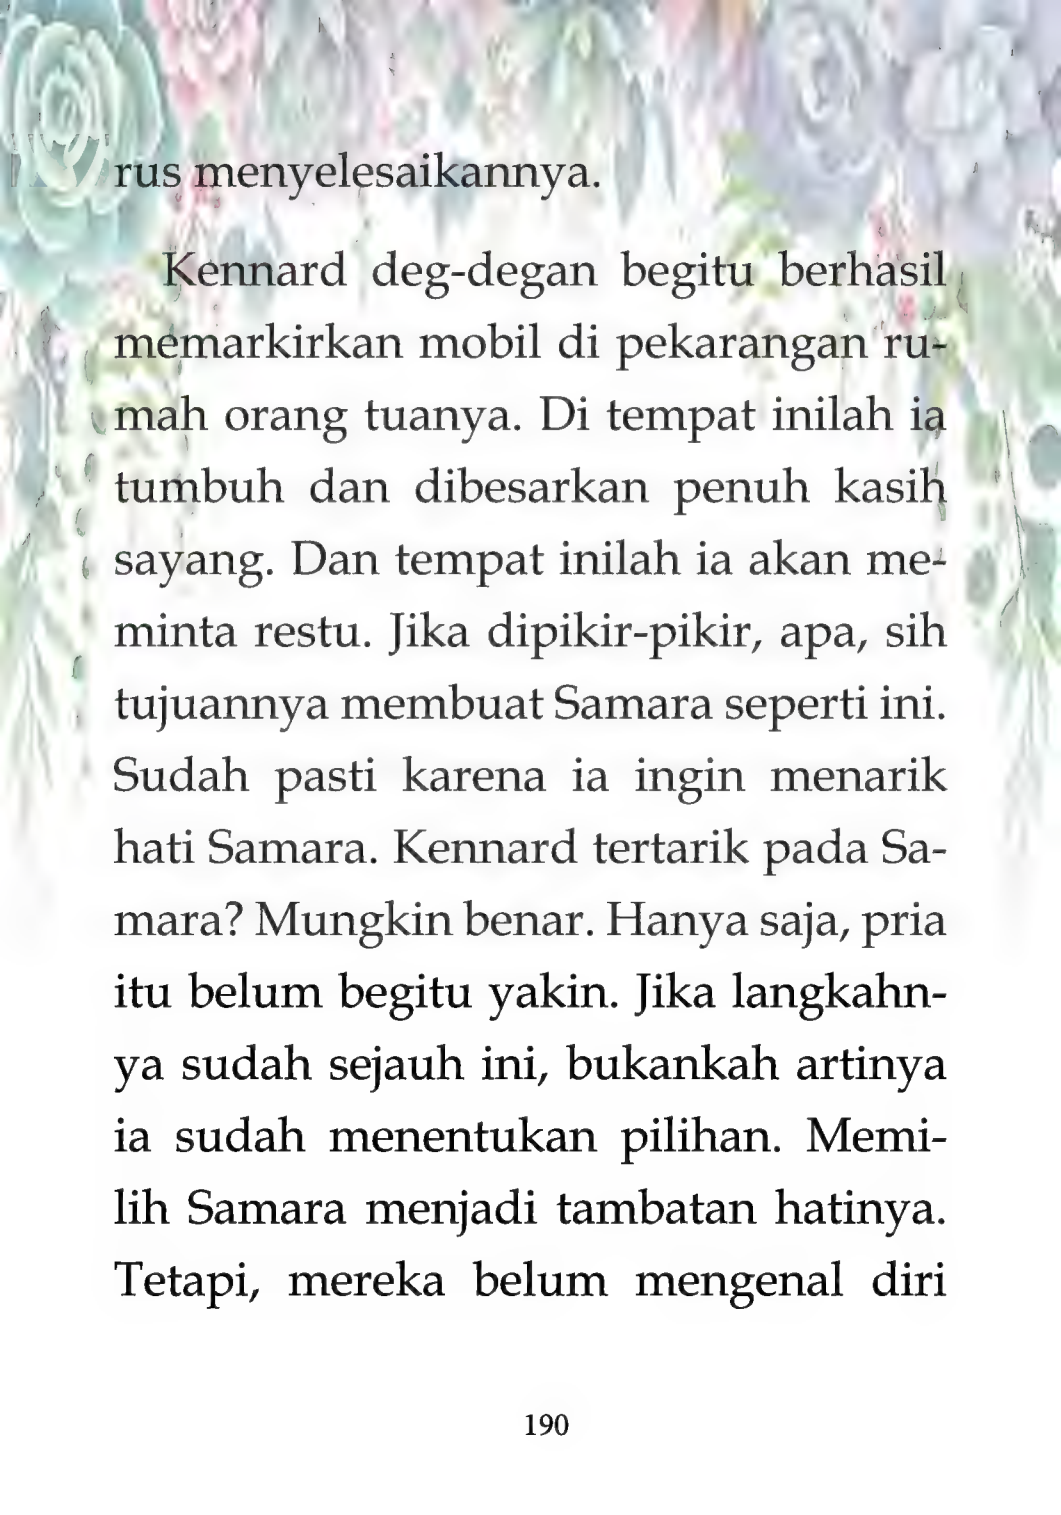 rus menyelesaikannya.
Kennard deg-degan begitu berhasil
memarkirkan mobil di pekarangan ru-
mah orang tuanya. Di tempat inilah ia
tumbuh dan dibesarkan penuh kasih
sayang. Dan tempat inilah ia akan me-
minta restu. Jika dipikir-pikir, apa, sih
tujuannya membuat Samara seperti ini.
Sudah pasti karena ia ingin menarik
hati Samara. Kennard tertarik pada Sa-
mara? Mungkin benar. Hanya saja, pria
itu belum begitu yakin. Jika langkahn-
ya sudah sejauh ini, bukankah artinya
ia sudah menentukan pilihan. Memi-
lih Samara menjadi tambatan hatinya.
Tetapi, mereka belum mengenal diri
190